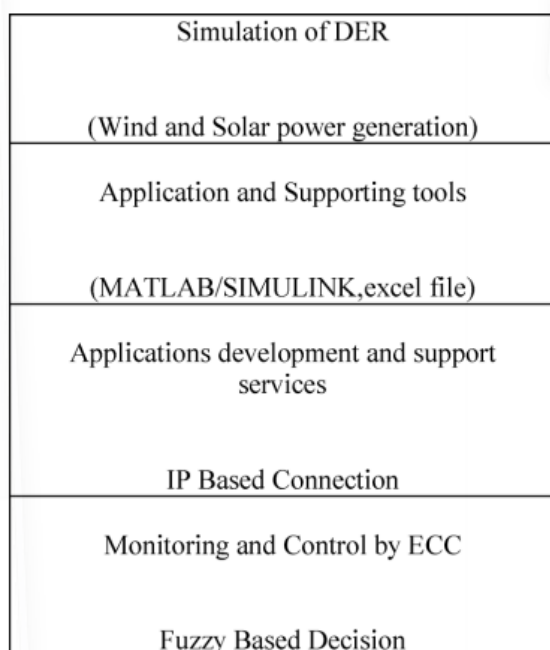 Simulation of DER
(Wind and Solar power generation)
Application and Supporting tools
(MATLAB/SIMULINK,excel file)
Applications development and support
services
IP Based Connection
Monitoring and Control by ECC
Fuzzy Based Decision